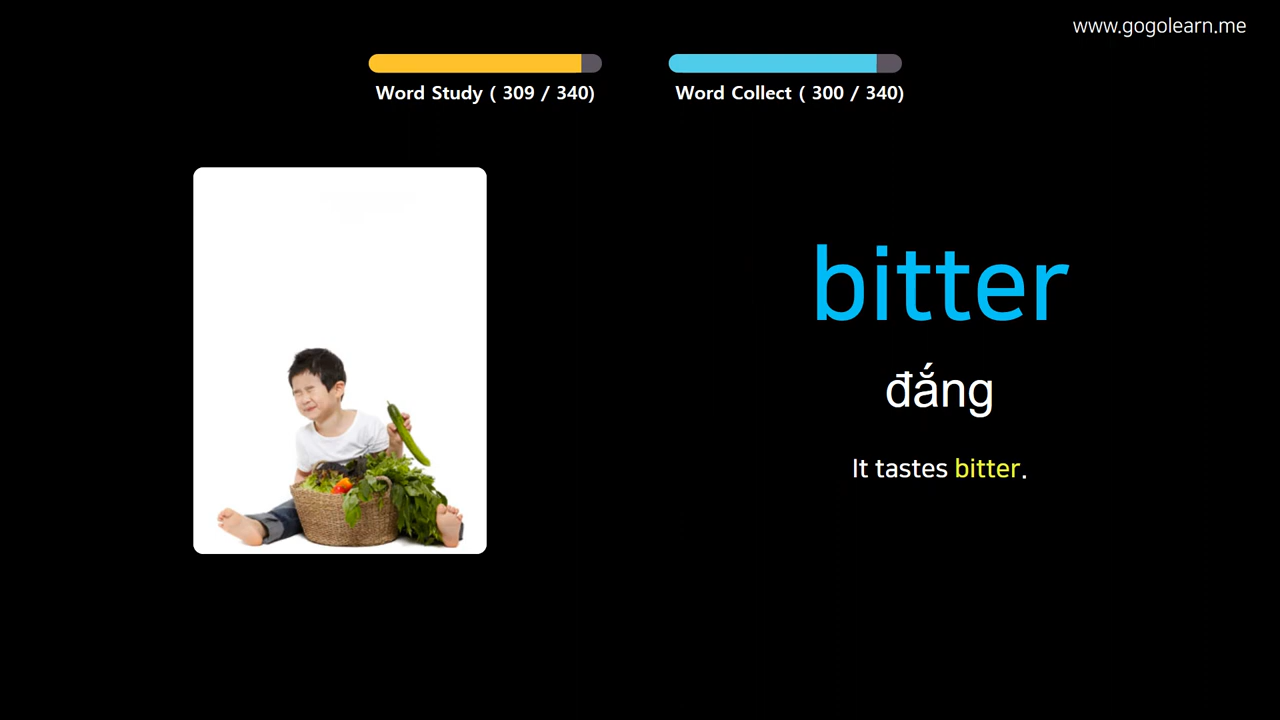 www.gogolearn.me
Word Study ( 309 / 340)
Word Collect ( 300 / 340)
bitter
đắng
It tastes bitter.